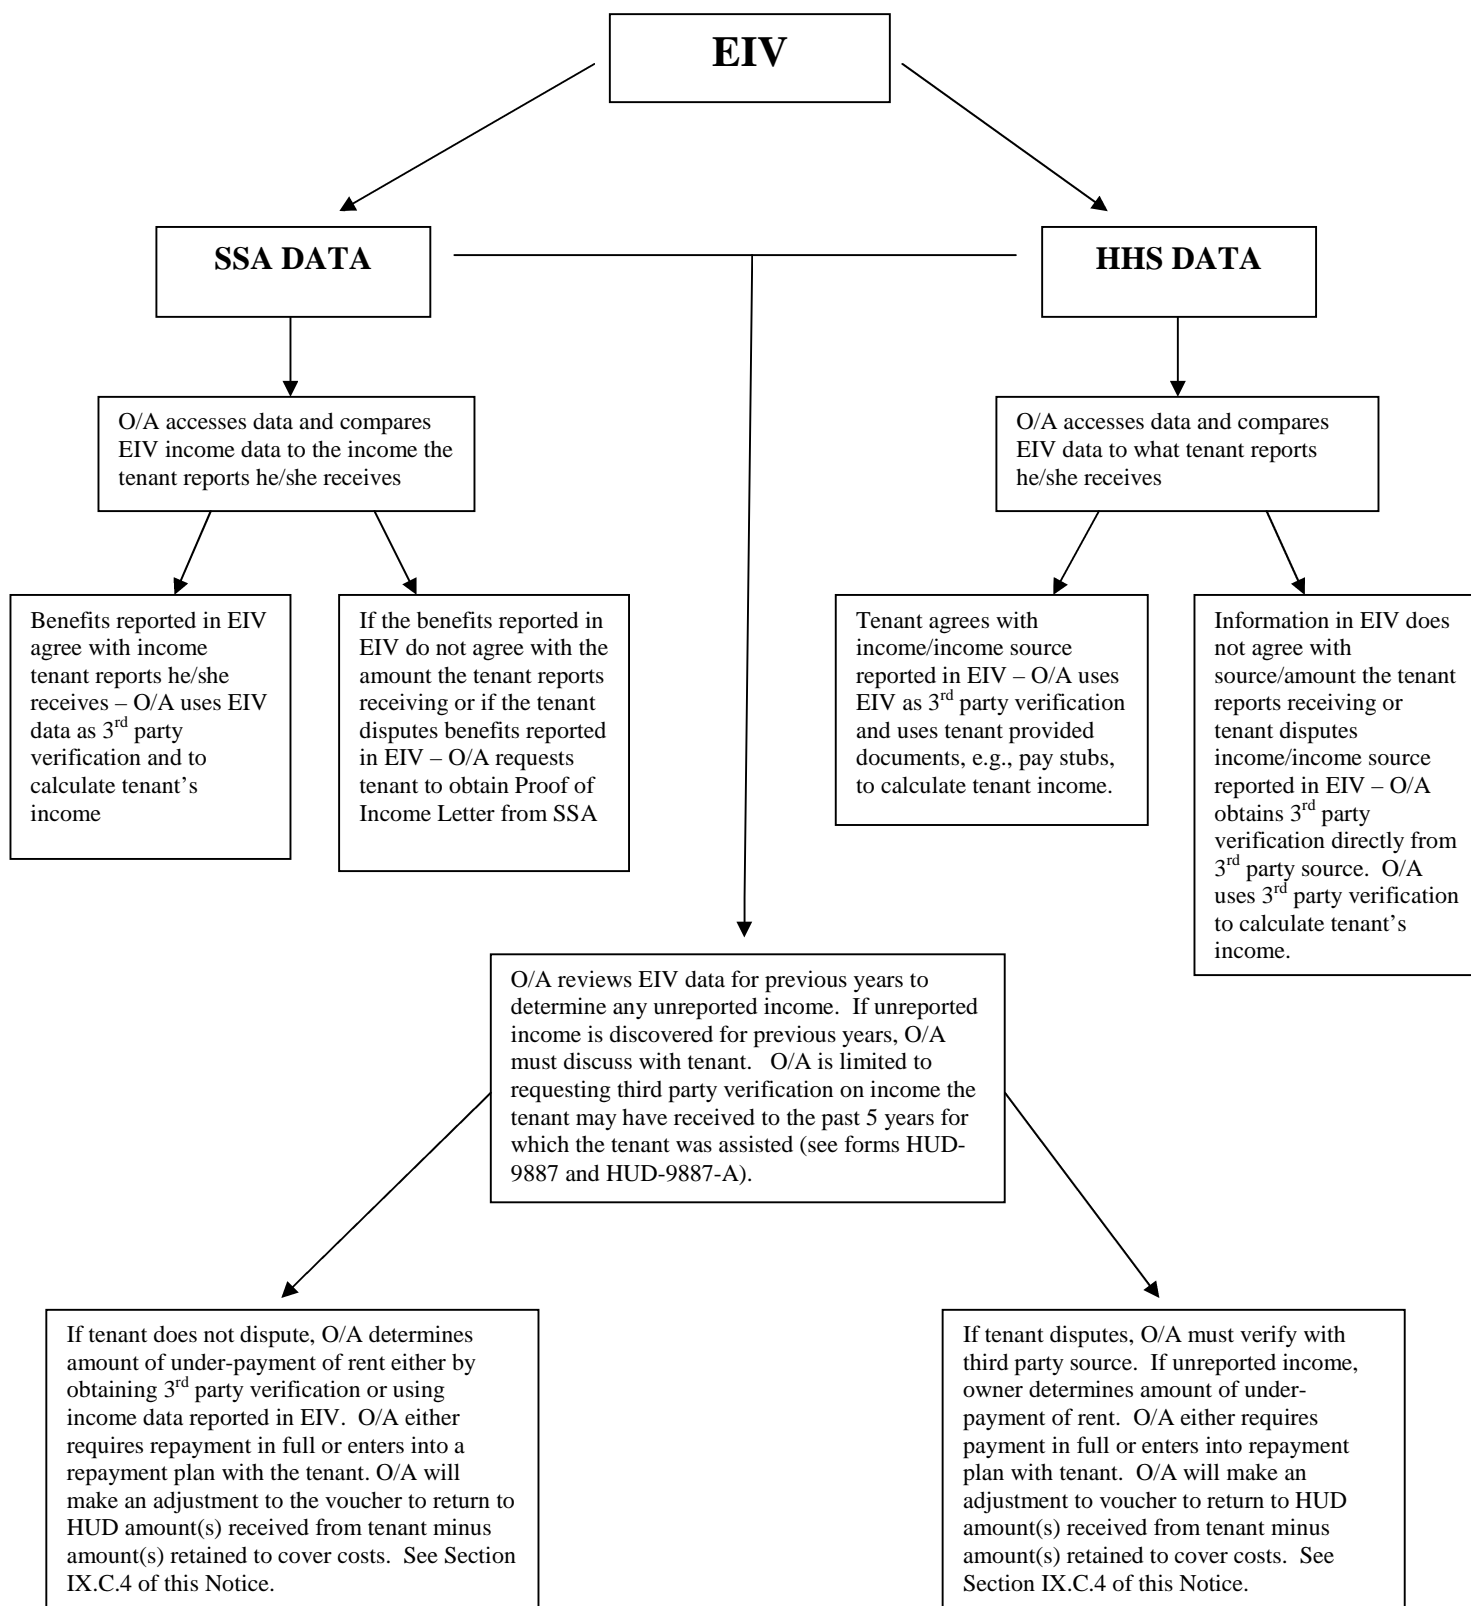 EIV
SSA DATA
HHS DATA
O/A accesses data and compares
EIV income data to the income the
tenant reports he/she receives
O/A accesses data and compares
EIV data to what tenant reports
he/she receives
Benefits reported in EIV
agree with income
tenant reports he/she
receives – O/A uses EIV
data as 3rd party
verification and to
calculate tenant’s
income
If the benefits reported in
EIV do not agree with the
amount the tenant reports
receiving or if the tenant
disputes benefits reported
in EIV – O/A requests
tenant to obtain Proof of
Income Letter from SSA
Tenant agrees with
income/income source
reported in EIV – O/A uses
EIV as 3rd party verification
and uses tenant provided
documents, e.g., pay stubs,
to calculate tenant income.
Information in EIV does
not agree with
source/amount the tenant
reports receiving or
tenant disputes
income/income source
reported in EIV – O/A
obtains 3rd party
verification directly from
3rd party source.  O/A
uses 3rd party verification
to calculate tenant’s
income.
O/A reviews EIV data for previous years to
determine any unreported income.  If unreported
income is discovered for previous years, O/A
must discuss with tenant.   O/A is limited to
requesting third party verification on income the
tenant may have received to the past 5 years for
which the tenant was assisted (see forms HUD-
9887 and HUD-9887-A).
If tenant does not dispute, O/A determines
amount of under-payment of rent either by
obtaining 3rd party verification or using
income data reported in EIV.  O/A either
requires repayment in full or enters into a
repayment plan with the tenant. O/A will
make an adjustment to the voucher to return to
HUD amount(s) received from tenant minus
amount(s) retained to cover costs.  See Section
IX.C.4 of this Notice.
If tenant disputes, O/A must verify with
third party source.  If unreported income,
owner determines amount of under-
payment of rent.  O/A either requires
payment in full or enters into repayment
plan with tenant.  O/A will make an
adjustment to voucher to return to HUD
amount(s) received from tenant minus
amount(s) retained to cover costs.  See
Section IX.C.4 of this Notice.